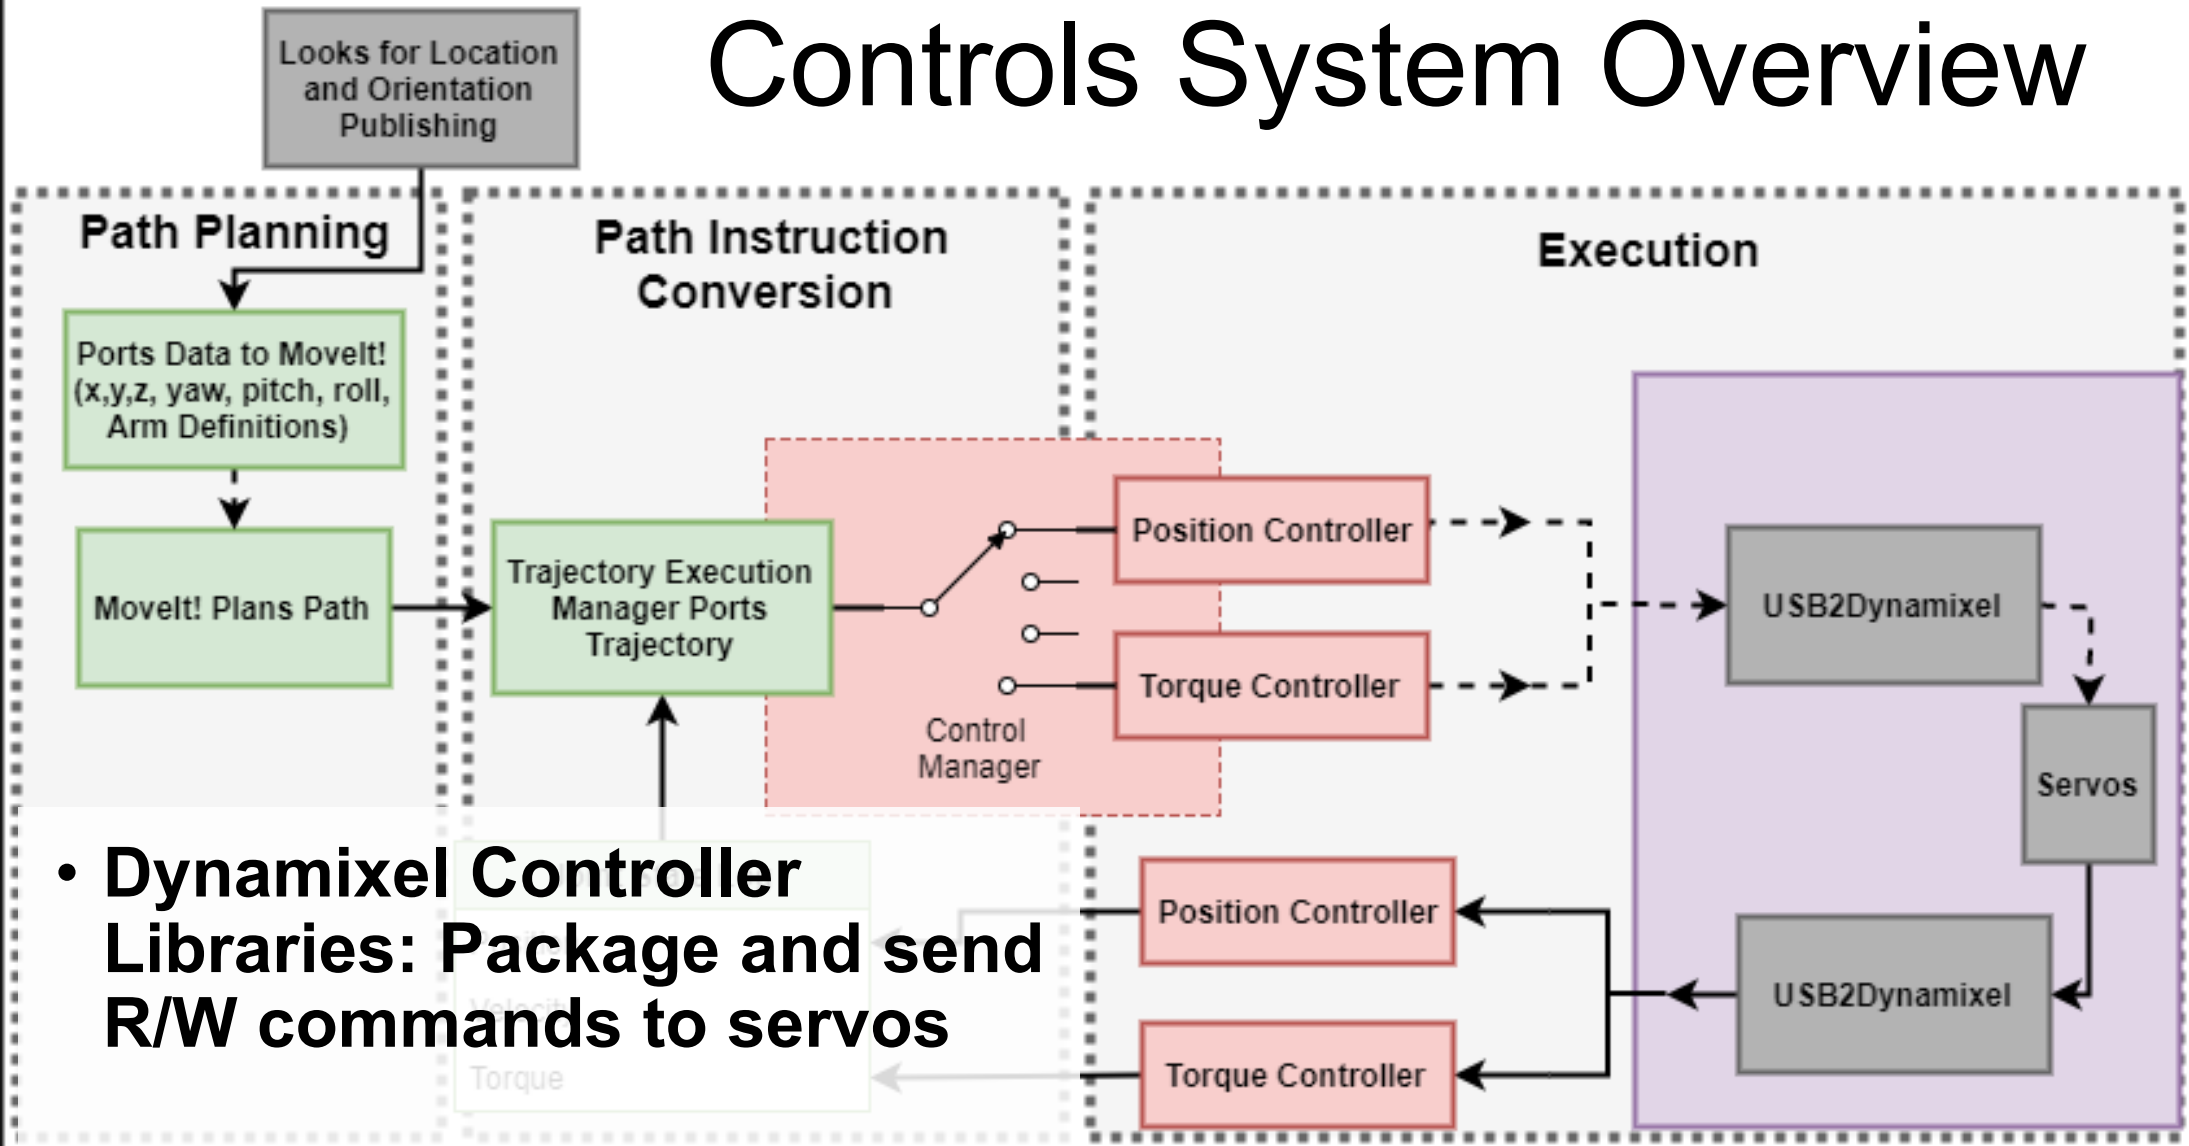 Controls System Overview
Looks for Location
and Orientation
Publishing
Path Planning
Ports Data to MoveIt!
(x,y,z, yaw, pitch, roll,
Arm Definitions)
MoveIt! Plans Path
Path Instruction
Conversion
Trajectory Execution
Manager Ports
Trajectory
Control
Manager
Execution
Position Controller
Torque Controller
USB2Dynamixel
Servos
USB2Dynamixel
Position Controller
Torque Controller
• Dynamixel Controller
Libraries: Package and send
R/W commands to servos
Velocity
Torque